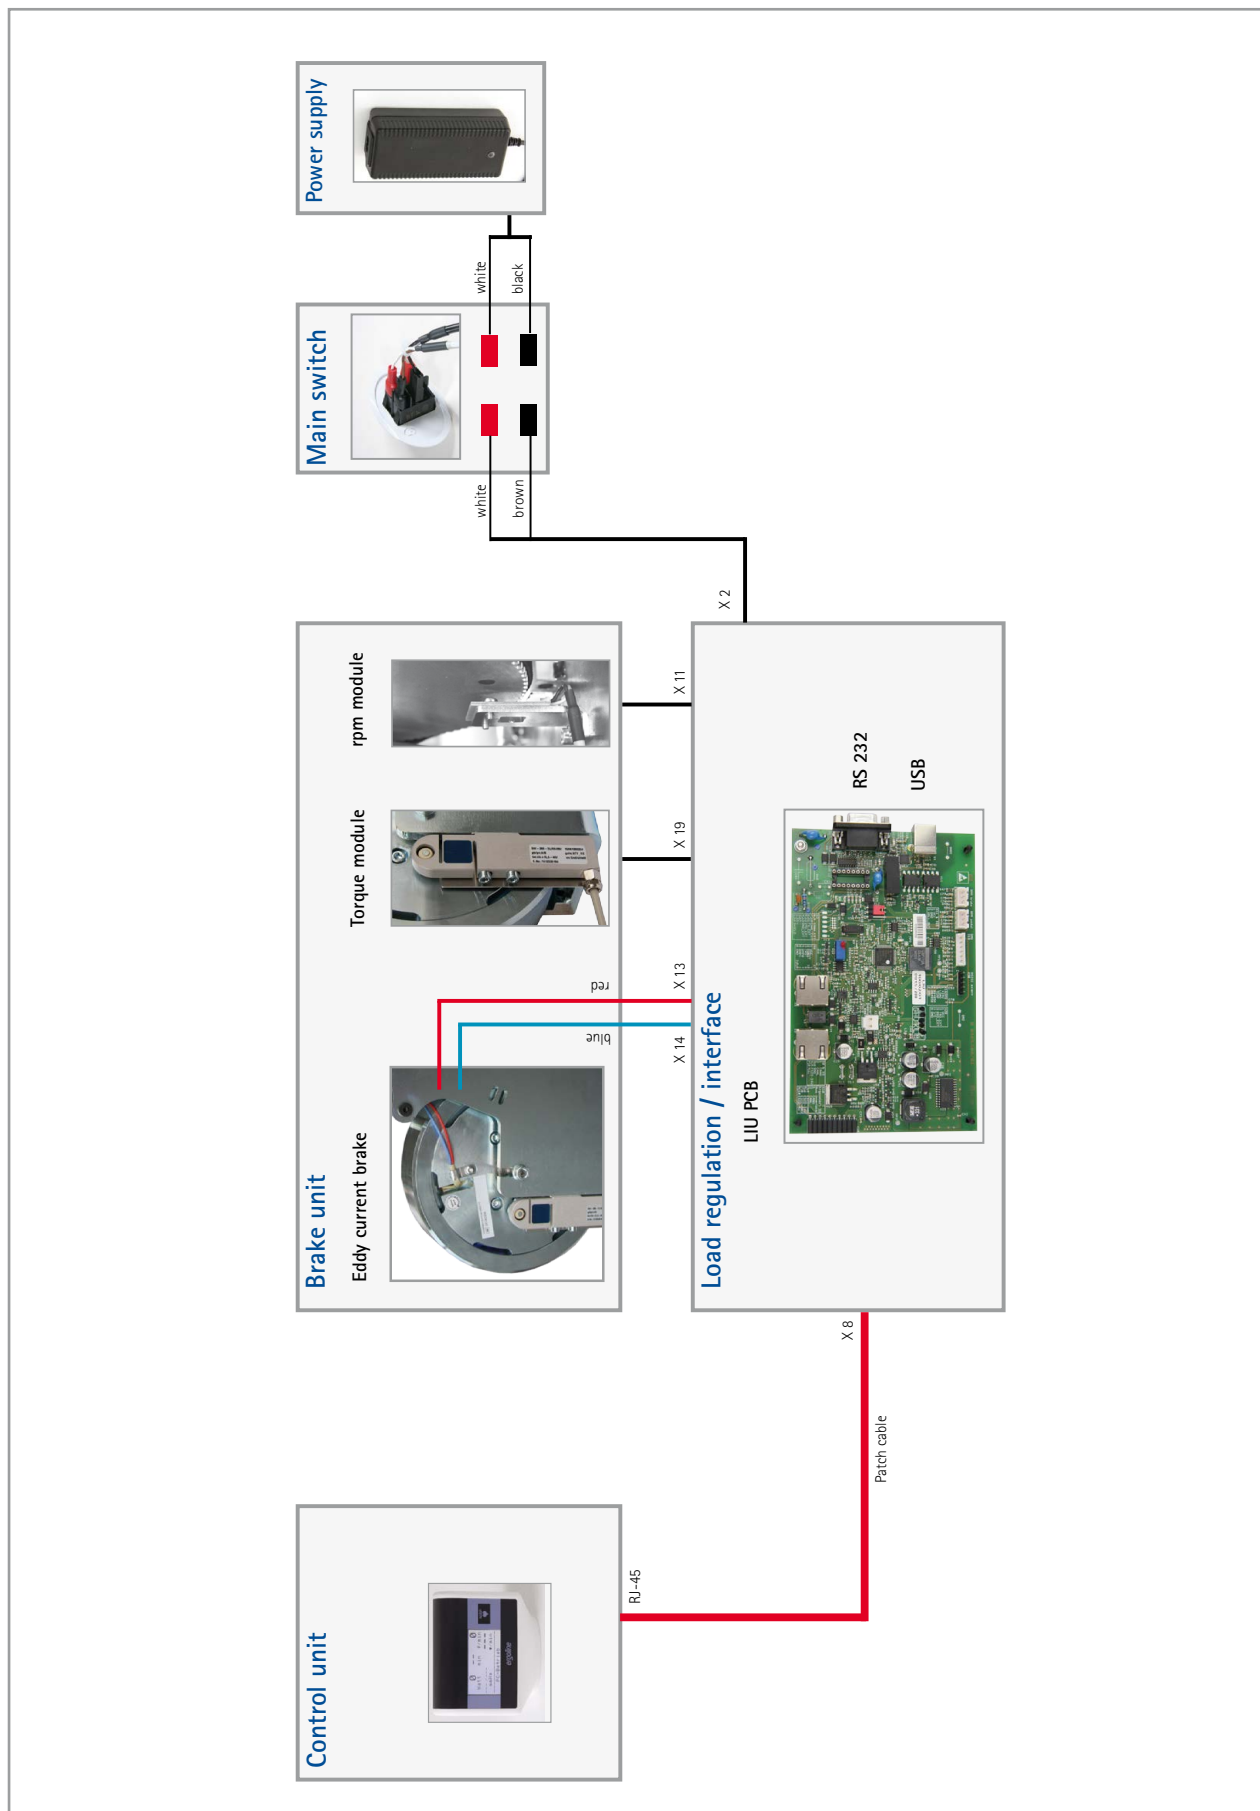 Control unit
ergoline
RJ-45
Patch cable
X 8
Brake unit
Eddy current brake
Torque module
rpm module
blue
red
X 14
X 13
X 19
X 11
X 2
Load regulation / interface
LIU PCB
RS 232
USB
Main switch
white
brown
white
black
Power supply